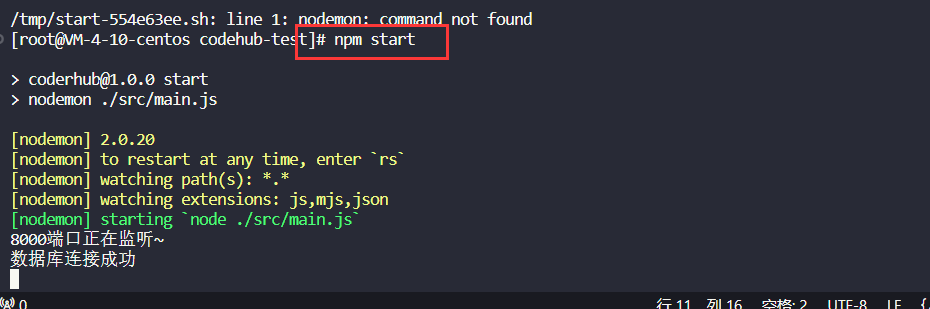 /tmp/start-554e63ee.sh: line 1: nodemon: command not found
[root@VM-4-10-centos codehub-test]# npm start
> coderhub@1.0.0 start
> nodemon ./src/main.js
[nodemon] 2.0.20
[nodemon] to restart at any time, enter `rs`
[nodemon] watching path(s): *.*
[nodemon] watching extensions: js,mjs,json
[nodemon] starting `node ./src/main.js`
8000端口正在监听~
数据库连接成功
0 行 11，列 16 空格: 2 UTF-8 LF {